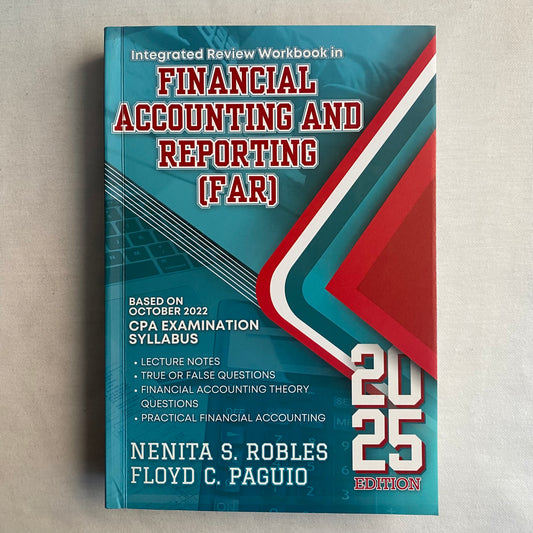 Integrated Review Workbook in
FINANCIAL
ACCOUNTING AND
REPORTING
(FAR)
BASED ON
OCTOBER 2022
CPA EXAMINATION
SYLLABUS
• LECTURE NOTES
• TRUE OR FALSE QUESTIONS
• FINANCIAL ACCOUNTING THEORY
QUESTIONS
• PRACTICAL FINANCIAL ACCOUNTING
20
25
EDITION
NENITA S. ROBLES
FLOYD C. PAGUIO